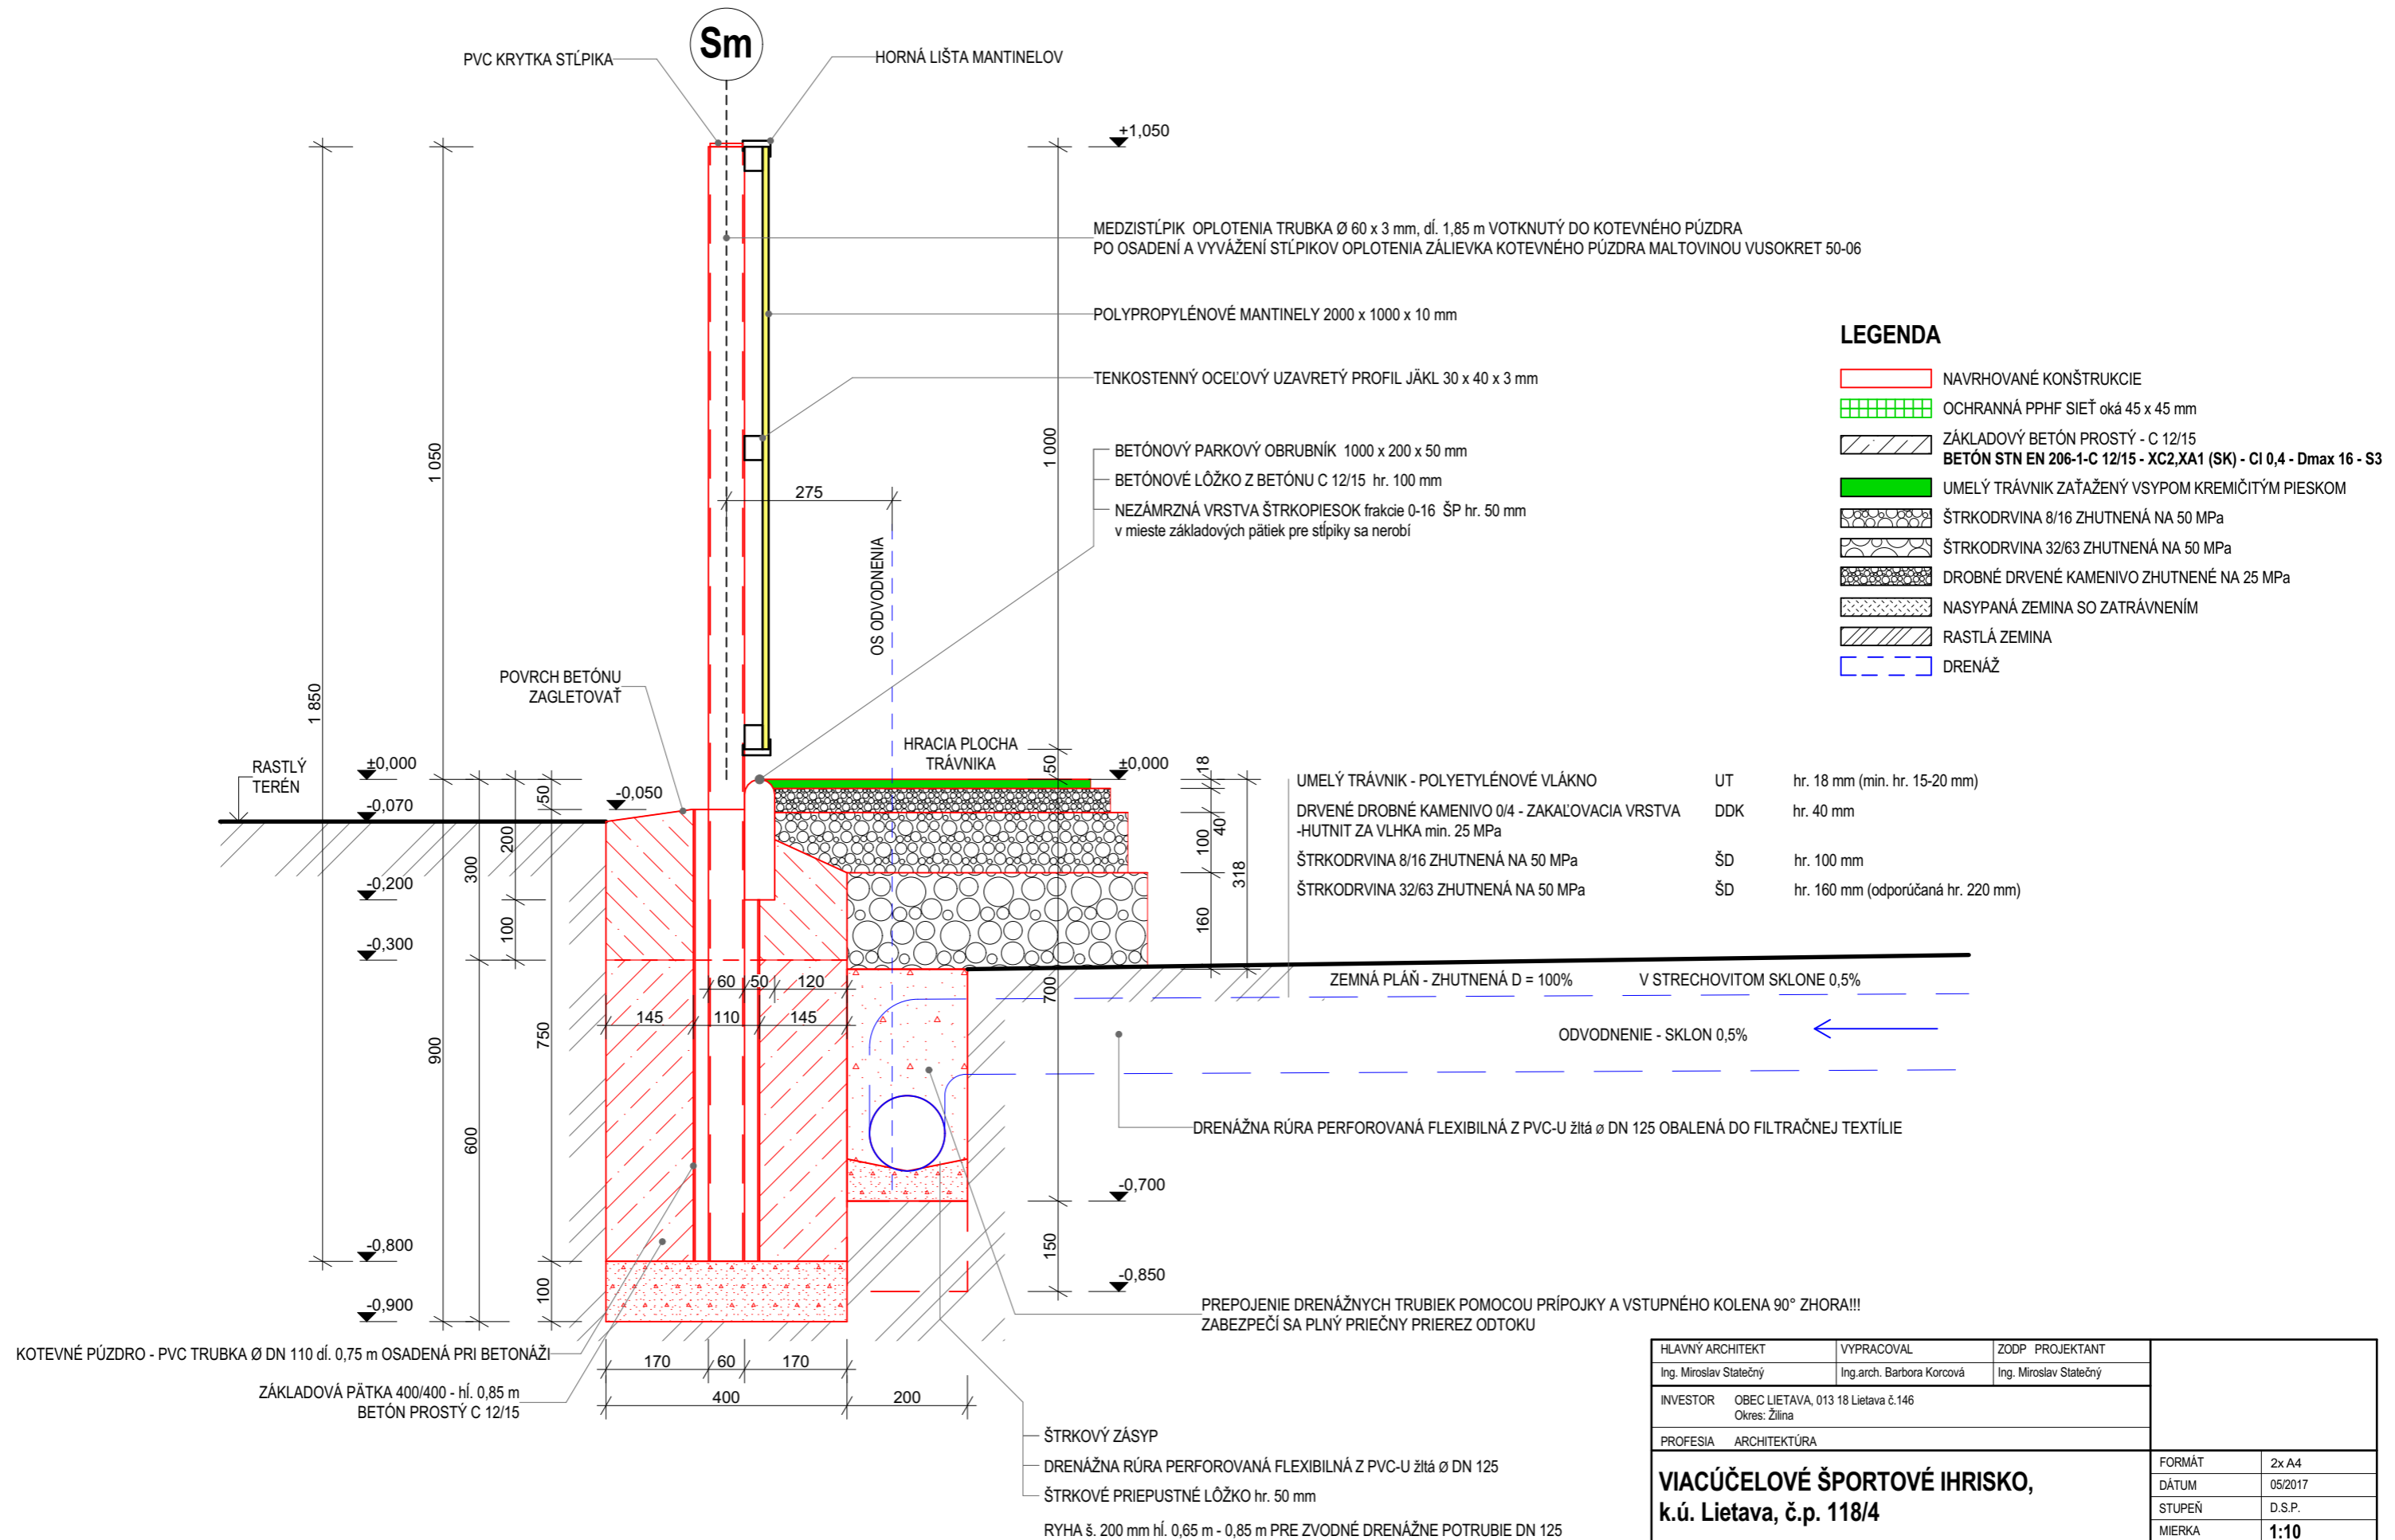 Sm
PVC KRYTKA STĹPIKA
HORNÁ LIŠTA MANTINELOV
+1,050
MEDZISTĹPIK OPLOTENIA TRUBKA Ø 60 x 3 mm, dĺ. 1,85 m VOTKNUTÝ DO KOTEVNÉHO PÚZDRA
PO OSADENÍ A VYVÁŽENÍ STĹPIKOV OPLOTENIA ZÁLIEVKA KOTEVNÉHO PÚZDRA MALTOVINOU VUSOKRET 50-06
POLYPROPYLÉNOVÉ MANTINELY 2000 x 1000 x 10 mm
TENKOSTENNÝ OCEĽOVÝ UZAVRETÝ PROFIL JÄKL 30 x 40 x 3 mm
BETÓNOVÝ PARKOVÝ OBRUBNÍK 1000 x 200 x 50 mm
BETÓNOVÉ LÔŽKO Z BETÓNU C 12/15 hr. 100 mm
NEZÁMRZNÁ VRSTVA ŠTRKOPIESOK frakcie 0-16 ŠP hr. 50 mm
v mieste základových pätiek pre stĺpiky sa nerobí
LEGENDA
NAVRHOVANÉ KONŠTRUKCIE
OCHRANNÁ PPHF SIEŤ oká 45 x 45 mm
ZÁKLADOVÝ BETÓN PROSTÝ - C 12/15
BETÓN STN EN 206-1-C 12/15 - XC2,XA1 (SK) - Cl 0,4 - Dmax 16 - S3
UMELÝ TRÁVNIK ZAŤAŽENÝ VSYPOM KREMIČITÝM PIESKOM
ŠTRKODRVINA 8/16 ZHUTNENÁ NA 50 MPa
ŠTRKODRVINA 32/63 ZHUTNENÁ NA 50 MPa
DROBNÉ DRVENÉ KAMENIVO ZHUTNENÉ NA 25 MPa
NASYPANÁ ZEMINA SO ZATRÁVNENÍM
RASTLÁ ZEMINA
DRENÁŽ
1 850
1 050
1 000
275
OS ODVODNENIA
POVRCH BETÓNU
ZAGLETOVAŤ
HRACIA PLOCHA
TRÁVNIKA
RASTLÝ
TERÉN
±0,000
-0,070
-0,050
-0,200
-0,300
-0,800
-0,900
±0,000
50
200
300
100
900
600
750
100
50
18
40
100
160
318
700
150
-0,700
-0,850
UMELÝ TRÁVNIK - POLYETYLÉNOVÉ VLÁKNO UT hr. 18 mm (min. hr. 15-20 mm)
DRVENÉ DROBNÉ KAMENIVO 0/4 - ZAKAĽOVACIA VRSTVA DDK hr. 40 mm
-HUTNIT ZA VLHKA min. 25 MPa
ŠTRKODRVINA 8/16 ZHUTNENÁ NA 50 MPa ŠD hr. 100 mm
ŠTRKODRVINA 32/63 ZHUTNENÁ NA 50 MPa ŠD hr. 160 mm (odporúčaná hr. 220 mm)
60 50 120
145 110 145
ZEMNÁ PLÁŇ - ZHUTNENÁ D = 100% V STRECHOVITOM SKLONE 0,5%
ODVODNENIE - SKLON 0,5%
DRENÁŽNA RÚRA PERFOROVANÁ FLEXIBILNÁ Z PVC-U žltá ø DN 125 OBALENÁ DO FILTRAČNEJ TEXTÍLIE
PREPOJENIE DRENÁŽNYCH TRUBIEK POMOCOU PRÍPOJKY A VSTUPNÉHO KOLENA 90° ZHORA!!!
ZABEZPEČÍ SA PLNÝ PRIEČNY PRIEREZ ODTOKU
KOTEVNÉ PÚZDRO - PVC TRUBKA Ø DN 110 dĺ. 0,75 m OSADENÁ PRI BETONÁŽI
ZÁKLADOVÁ PÄTKA 400/400 - hĺ. 0,85 m
BETÓN PROSTÝ C 12/15
170 60 170
400 200
ŠTRKOVÝ ZÁSYP
DRENÁŽNA RÚRA PERFOROVANÁ FLEXIBILNÁ Z PVC-U žltá Ø DN 125
ŠTRKOVÉ PRIEPUSTNÉ LÔŽKO hr. 50 mm
RYHA š. 200 mm hĺ. 0,65 m - 0,85 m PRE ZVODNÉ DRENÁŽNE POTRUBIE DN 125
HLAVNÝ ARCHITEKT VYPRACOVAL ZODP PROJEKTANT
Ing. Miroslav Statečný Ing.arch. Barbora Korcová Ing. Miroslav Statečný
INVESTOR OBEC LIETAVA, 013 18 Lietava č.146
Okres: Žilina
PROFESIA ARCHITEKTÚRA
VIACÚČELOVÉ ŠPORTOVÉ IHRISKO,
k.ú. Lietava, č.p. 118/4
FORMÁT 2x A4
DÁTUM 05/2017
STUPEŇ D.S.P.
MIERKA 1:10